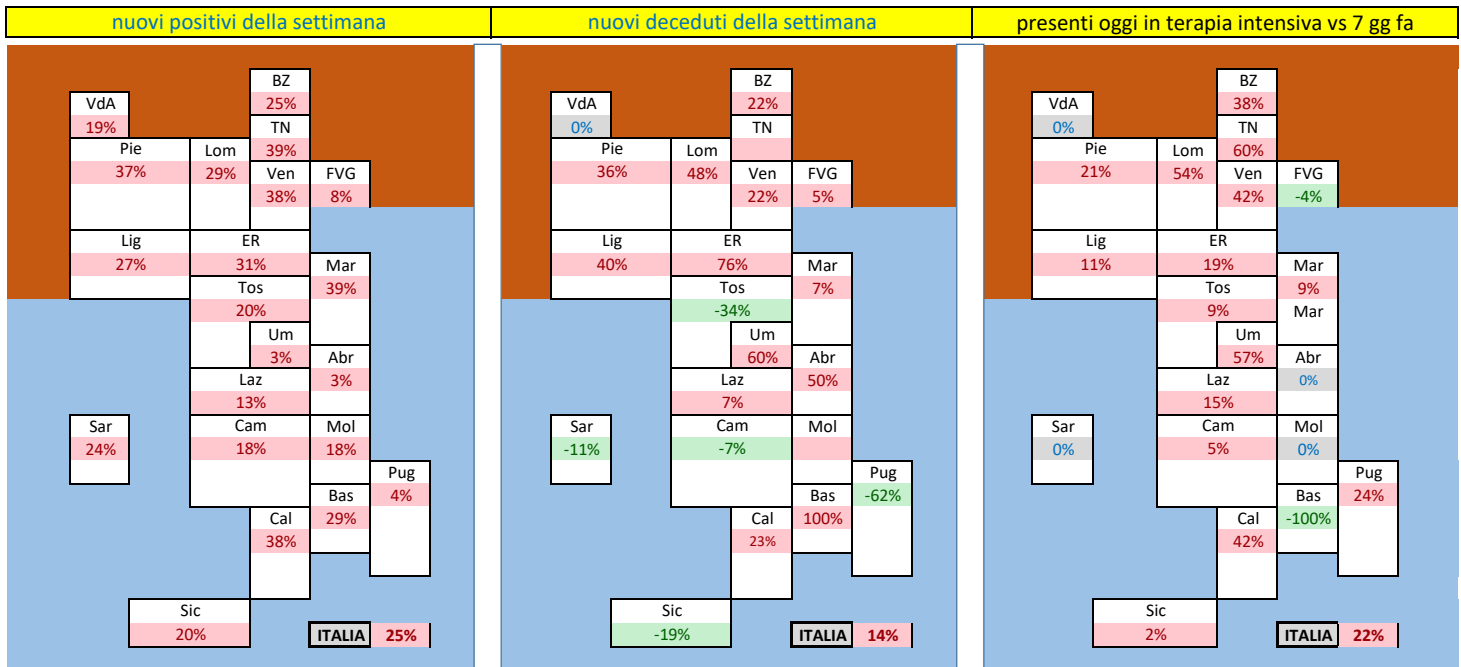 nuovi positivi della settimana
BZ
VdA 25%
19% TN
Pie Lom 39%
37% 29% Ven FVG
38% 8%
Lig ER
27% 31% Mar
Tos 39%
20%
Um
3% Abr
Laz 3%
13%
Sar Cam Mol
24% 18% 18%
Pug
Bas 4%
Cal 29%
38%
Sic
20% ITALIA 25%
nuovi deceduti della settimana
BZ
VdA 22%
0% TN
Pie Lom
36% 48% Ven FVG
22% 5%
Lig ER
40% 76% Mar
Tos 7%
-34%
Um
60% Abr
Laz 50%
7%
Sar Cam Mol
-11% -7%
Pug
Bas -62%
Cal 100%
23%
Sic
-19% ITALIA 14%
presenti oggi in terapia intensiva vs 7 gg fa
BZ
VdA 38%
0% TN
Pie Lom 60%
21% 54% Ven FVG
42% -4%
Lig ER
11% 19% Mar
Tos 9%
9% Mar
Um
57% Abr
Laz 0%
15%
Sar Cam Mol
0% 5% 0%
Pug
Bas 24%
Cal -100%
42%
Sic
2% ITALIA 22%